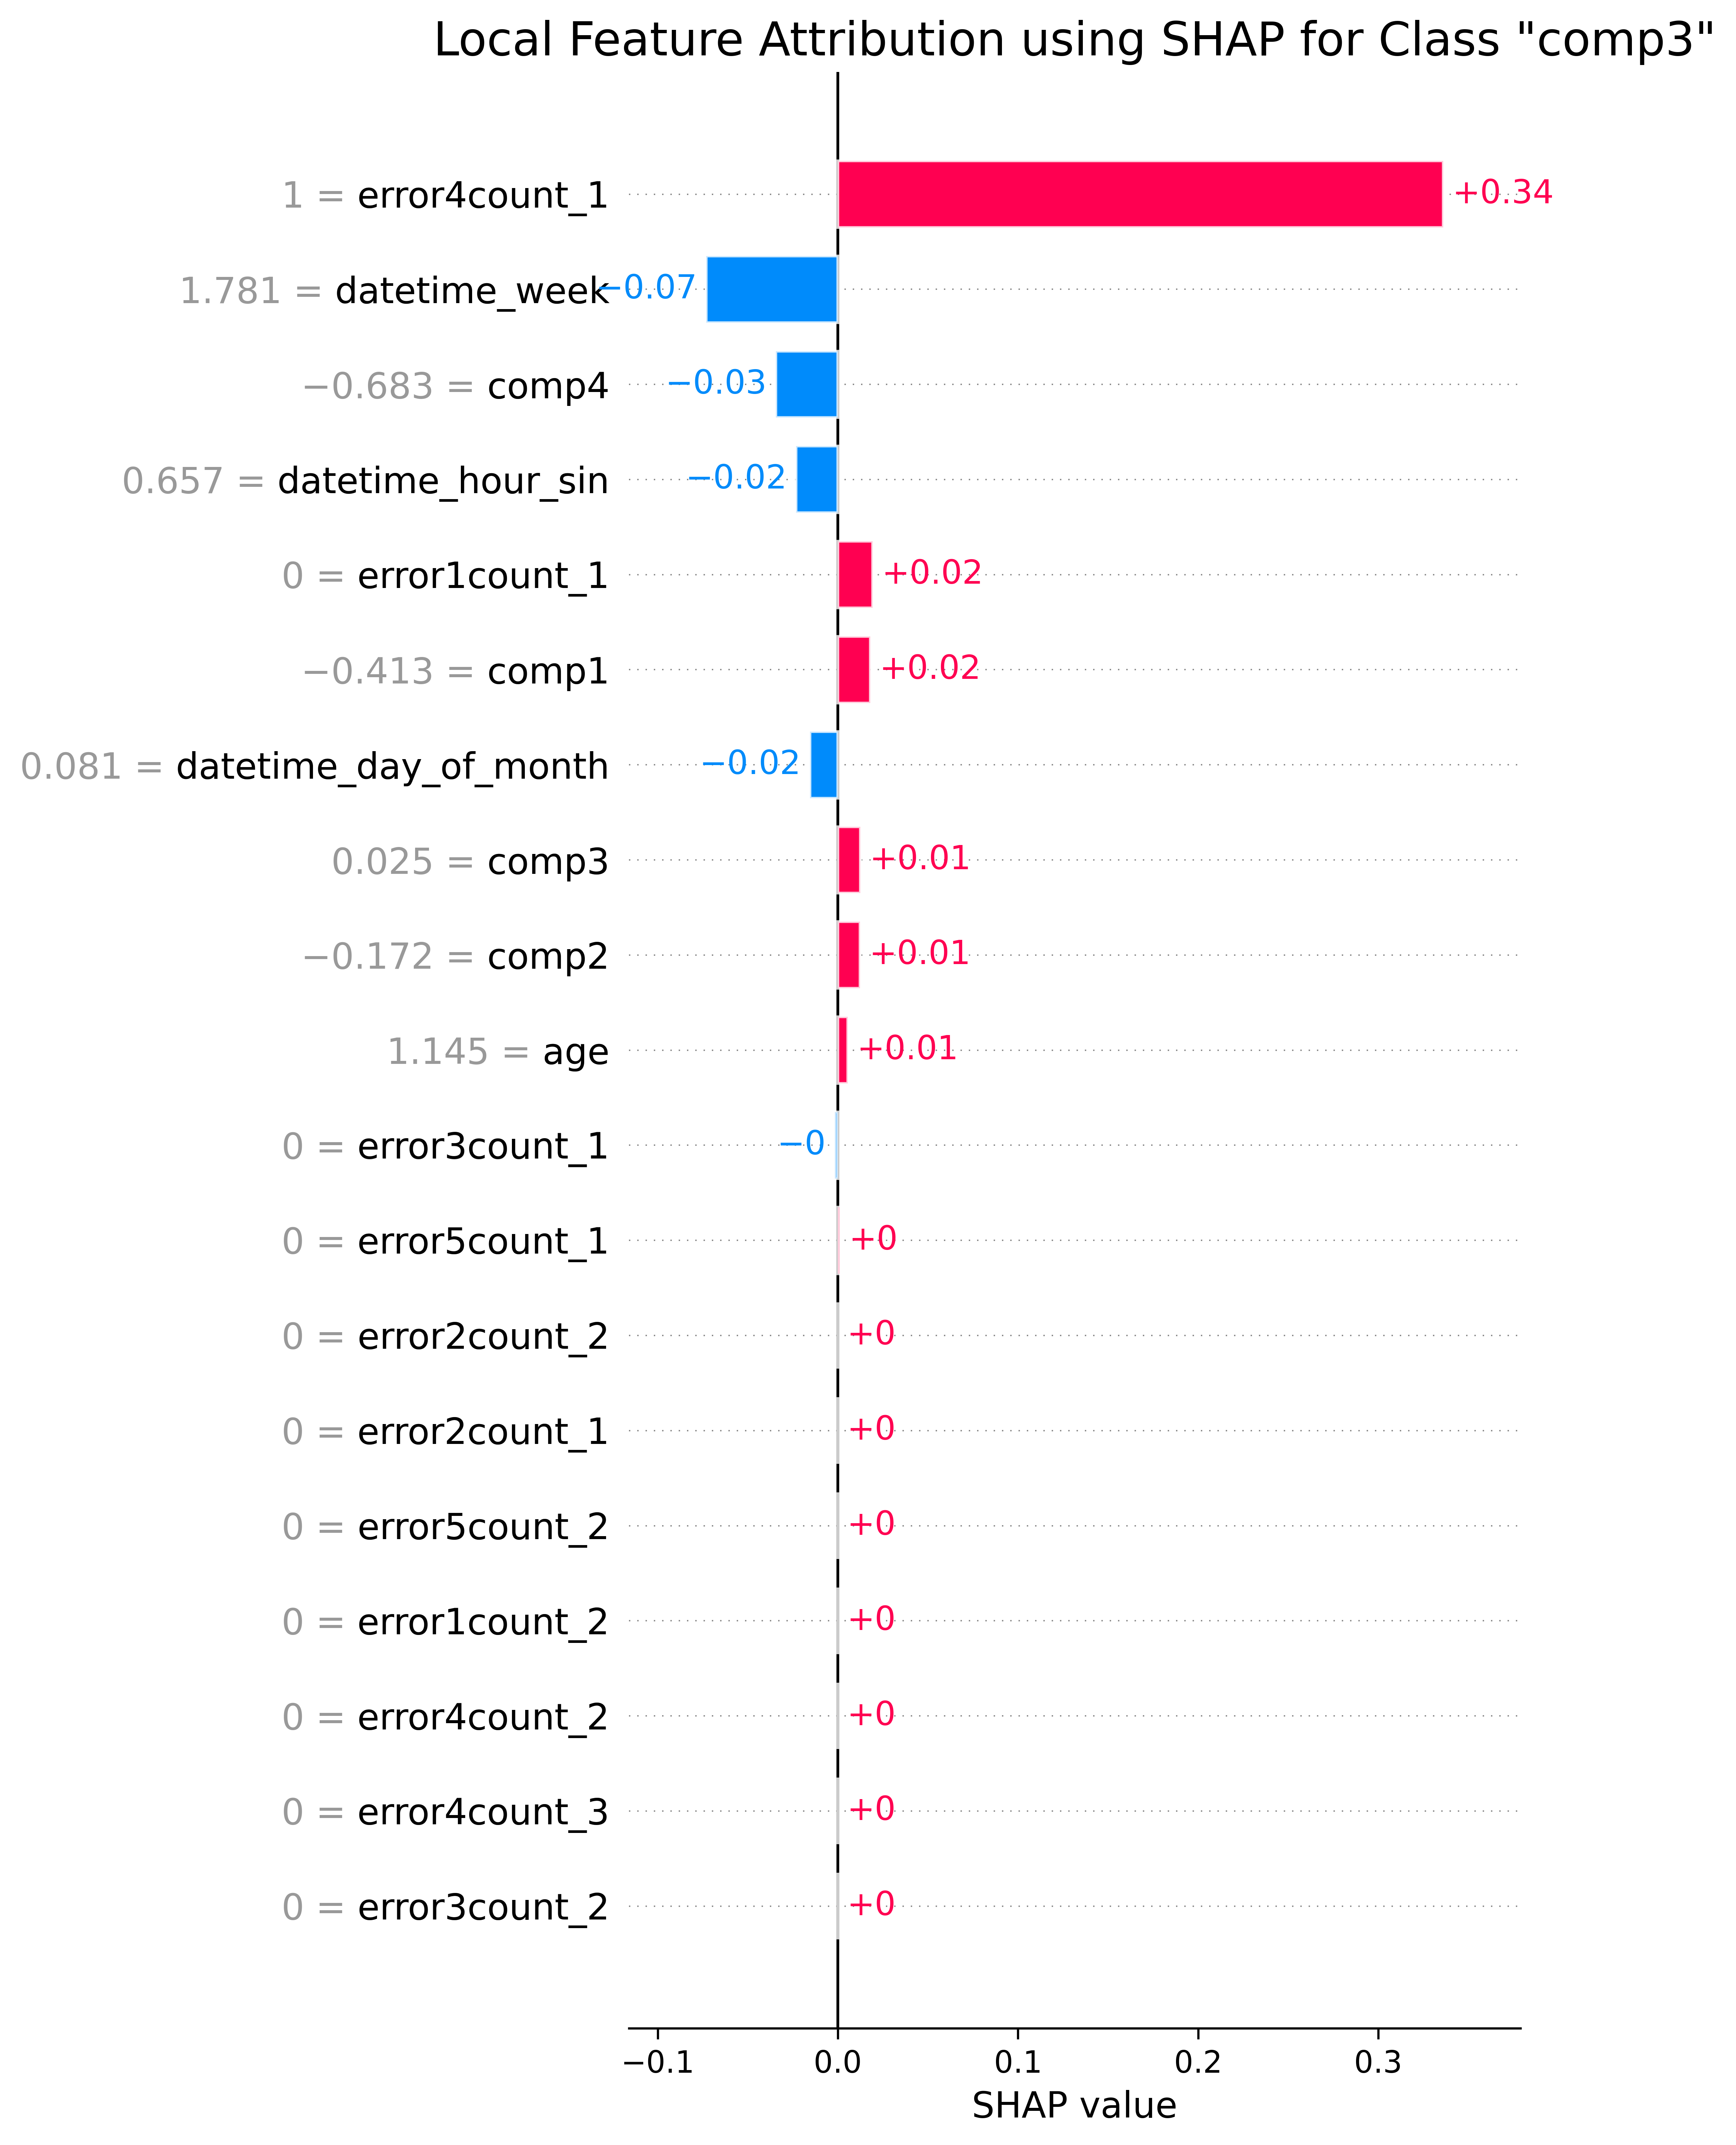 Local Feature Attribution using SHAP for Class "comp3"
1 = error4count_1 +0.34
1.781 = datetime_week −0.07
−0.683 = comp4 −0.03
0.657 = datetime_hour_sin −0.02
0 = error1count_1 +0.02
−0.413 = comp1 +0.02
0.081 = datetime_day_of_month −0.02
0.025 = comp3 +0.01
−0.172 = comp2 +0.01
1.145 = age +0.01
0 = error3count_1 −0
0 = error5count_1 +0
0 = error2count_2 +0
0 = error2count_1 +0
0 = error5count_2 +0
0 = error1count_2 +0
0 = error4count_2 +0
0 = error4count_3 +0
0 = error3count_2 +0
−0.1 0.0 0.1 0.2 0.3
SHAP value